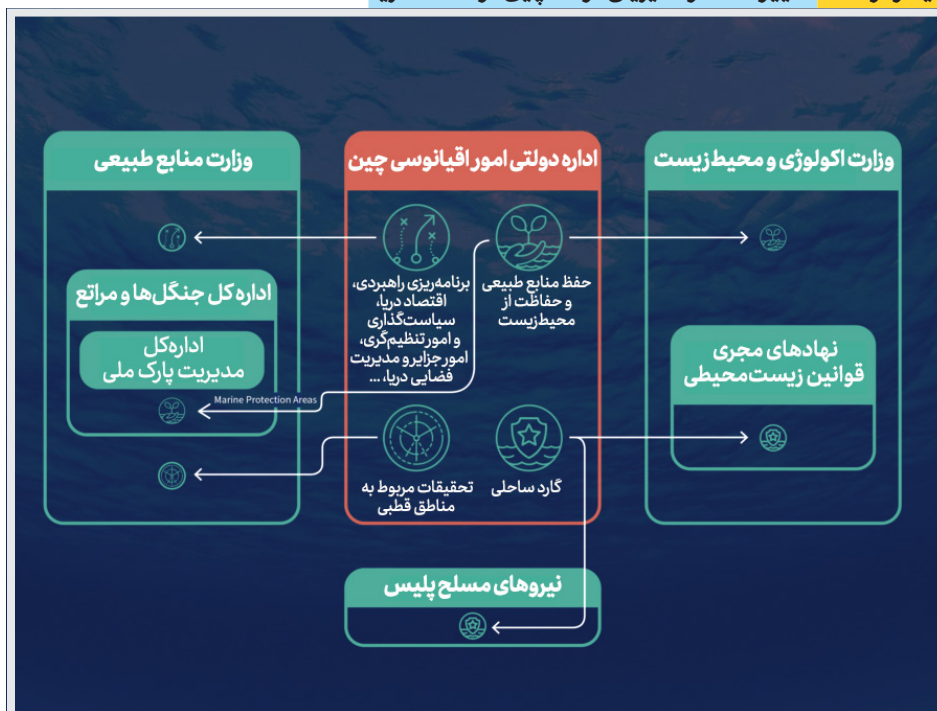 وزارت اکولوژی و محیط‌زیست
نهادهای مجری
قوانین زیست‌محیطی
اداره دولتی امور اقیانوسی چین
حفظ منابع طبیعی
و حفاظت از
محیط‌زیست
برنامه‌ریزی راهبردی،
اقتصاد دریا،
سیاست‌گذاری
و امور تنظیم‌گری،
امور جزایر و مدیریت
فضایی دریا، ...
گارد ساحلی
تحقیقات مربوط به
مناطق قطبی
وزارت منابع طبیعی
اداره کل جنگل‌ها و مراتع
اداره‌کل
مدیریت پارک ملی
Marine Protection Areas
نیروهای مسلح پلیس